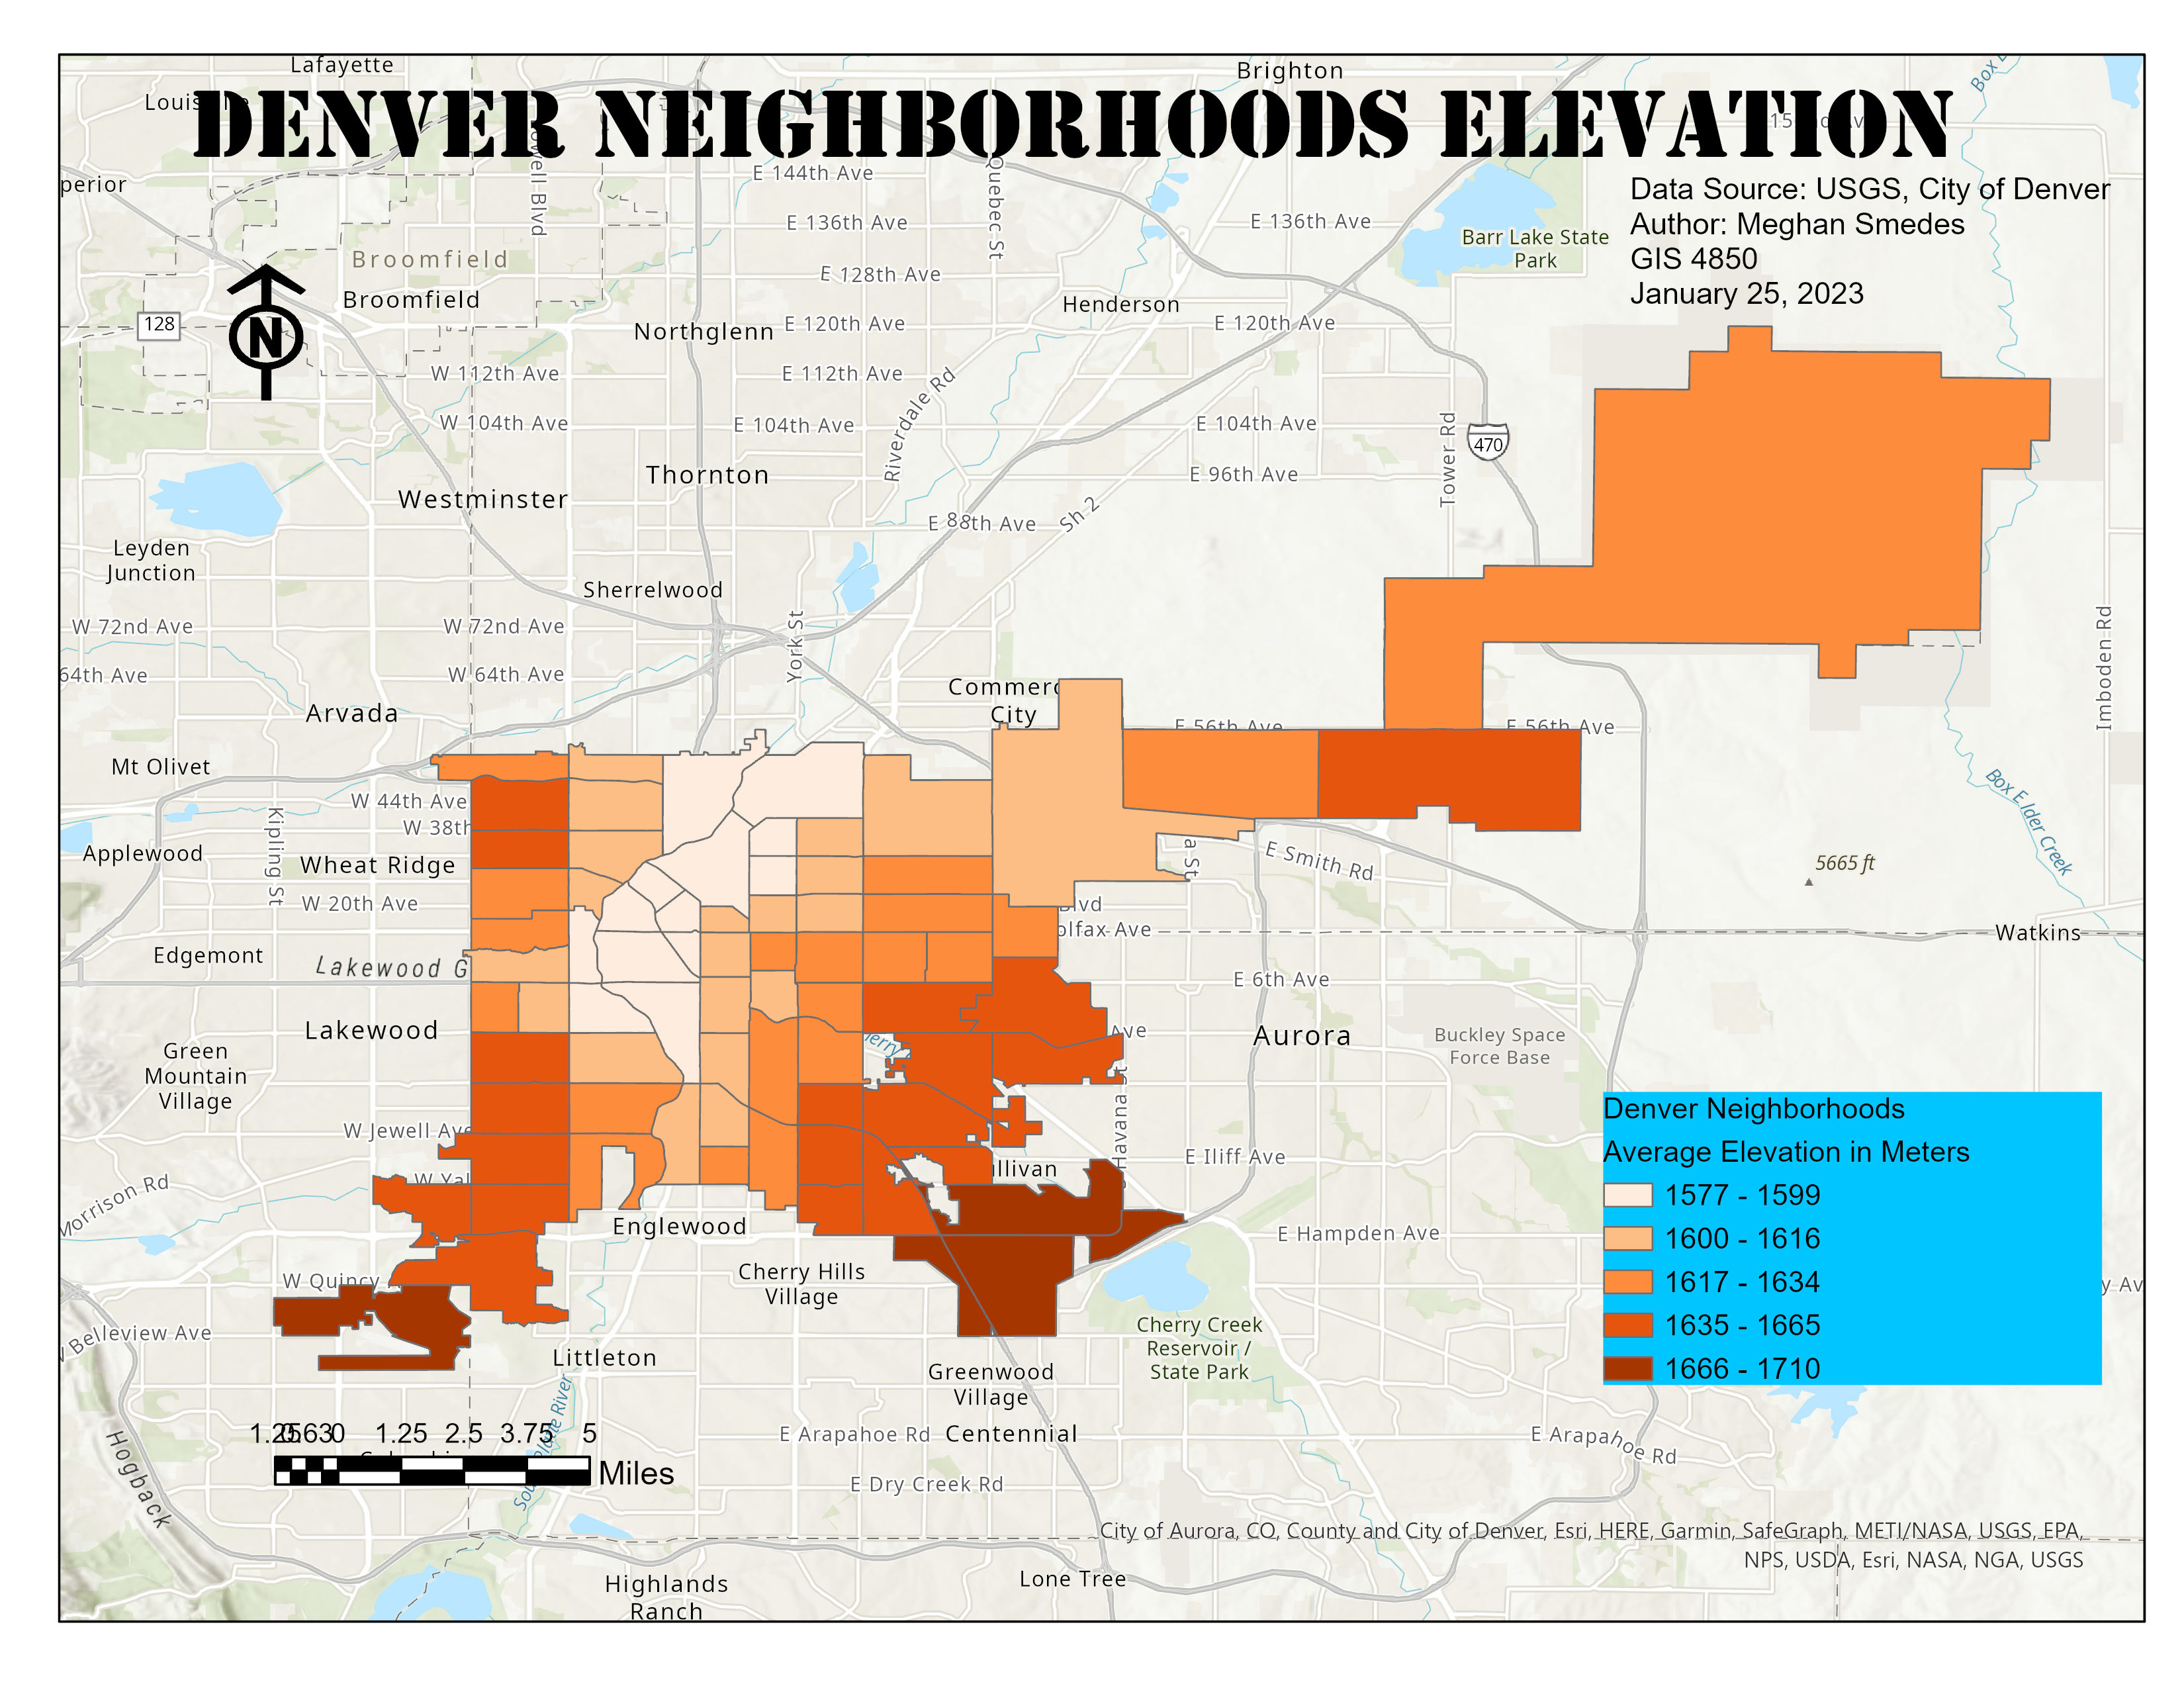 Lafayette
Brighton
DENVER NEIGHBORHOODS ELEVATION
E 144th Ave
Quebec St
perior
Data Source: USGS, City of Denver
Author: Meghan Smedes
GIS 4850
January 25, 2023
E 136th Ave
E 136th Ave
Barr Lake State
Park
Broomfield
E 128th Ave
Broomfield
N
128
Northglenn
E 120th Ave
Henderson
E 120th Ave
W 112th Ave
E 112th Ave
Riverdale Rd
W 104th Ave
E 104th Ave
E 104th Ave
Tower Rd
470
Thornton
E 96th Ave
Westminster
E 88th Ave
Sh 2
Leyden
Junction
Sherrelwood
W 72nd Ave
W 72nd Ave
York St
Imboden Rd
64th Ave
W 64th Ave
Commerc
City
Arvada
E 56th Ave
E 56th Ave
Mt Olivet
W 44th Ave
W 38th
Kipling St
Box Elder Creek
Applewood
Wheat Ridge
a St
E Smith Rd
5665 ft
W 20th Ave
Blvd
olfax Ave
Watkins
Edgemont
Lakewood G
E 6th Ave
Lakewood
Ave
Aurora
Buckley Space
Force Base
Green
Mountain
Village
Havana St
W Jewell Ave
E Iliff Ave
llivan
Morrison Rd
W Yal
Englewood
E Hampden Ave
Denver Neighborhoods
Average Elevation in Meters
1577 - 1599
1600 - 1616
1617 - 1634
1635 - 1665
1666 - 1710
y Av
W Quincy
Cherry Hills
Village
W Belleview Ave
Littleton
Cherry Creek
Reservoir /
State Park
Greenwood
Village
Hogback
South Platte River
E Arapahoe Rd
Centennial
E Arapahoe Rd
1.25 0.63 0 1.25 2.5 3.75 5
Miles
E Dry Creek Rd
City of Aurora, CO, County and City of Denver, Esri, HERE, Garmin, SafeGraph, METI/NASA, USGS, EPA,
NPS, USDA, Esri, NASA, NGA, USGS
Highlands
Ranch
Lone Tree